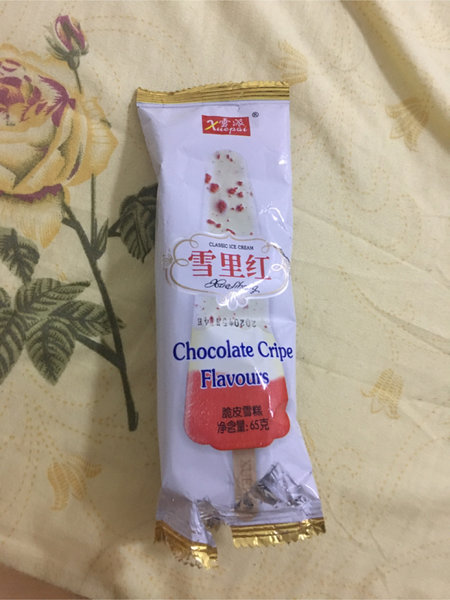 雪派
Xuepai
®
CLASSIC ICE CREAM
雪里红
Chocolate Cripe
Flavours
脆皮雪糕
净含量:65克